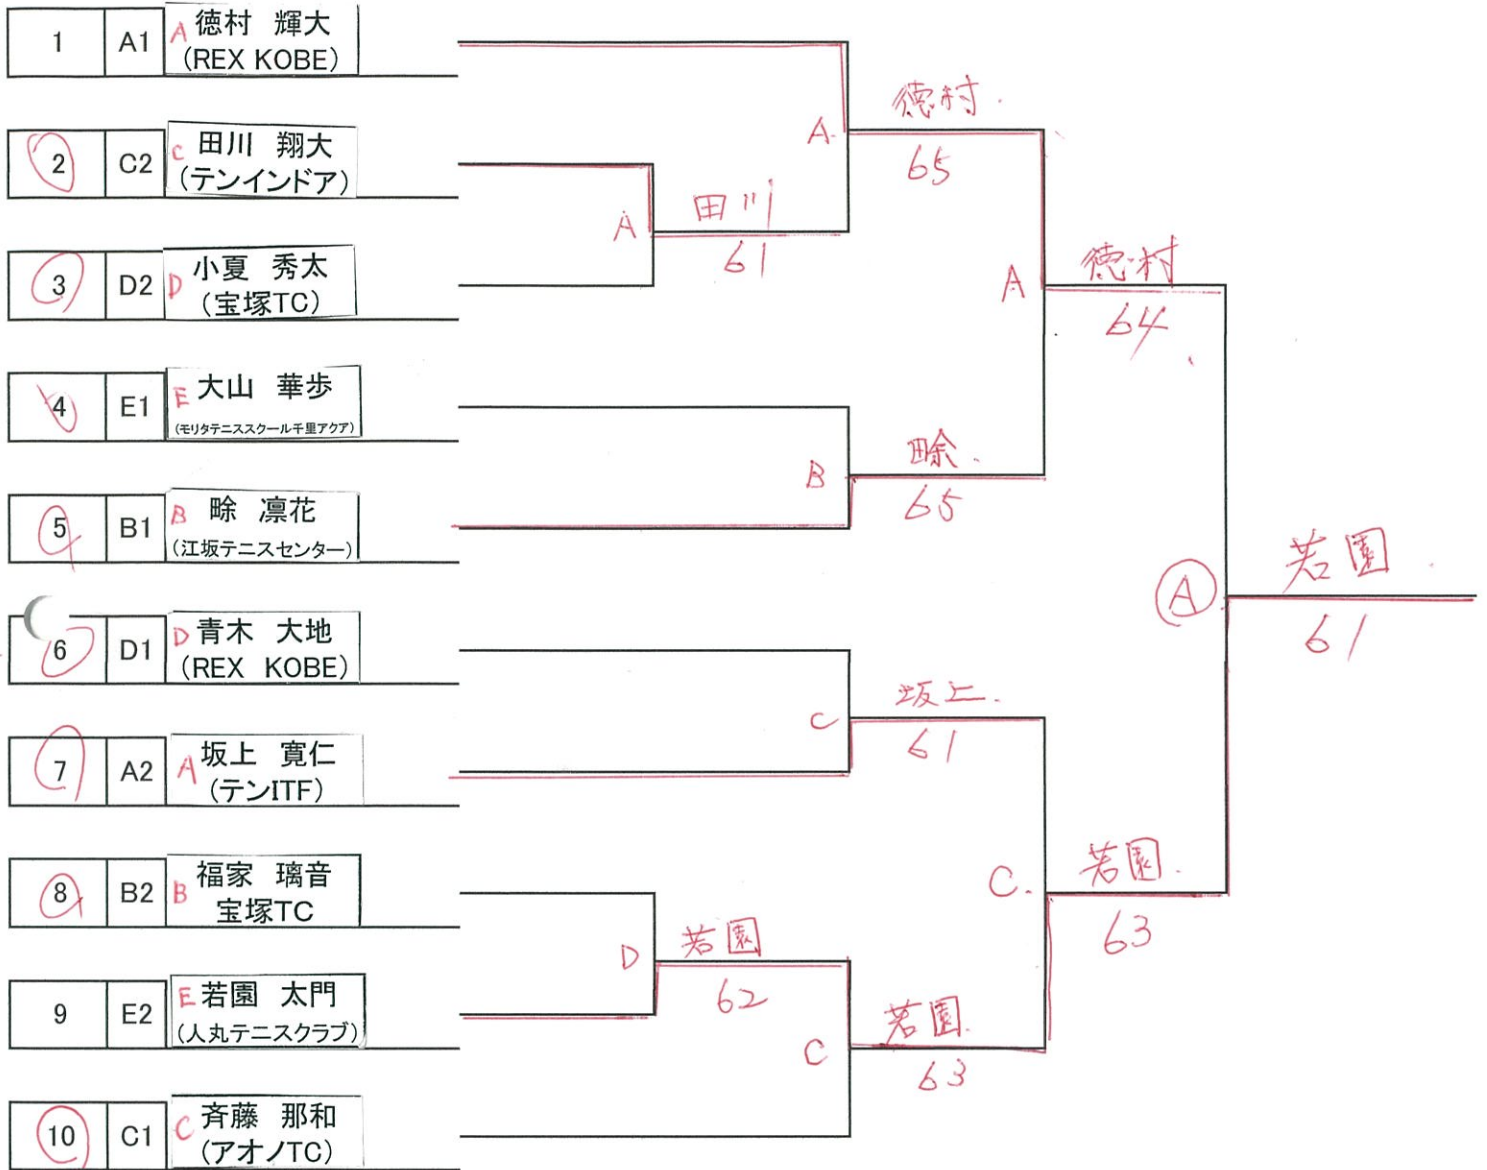 1 A1 A 徳村 輝大
(REX KOBE)
2 C2 C 田川 翔大
(テンインドア)
3 D2 D 小夏 秀太
(宝塚TC)
4 E1 E 大山 華歩
(モリタテニススクール千里アクア)
5 B1 B 畭 凛花
(江坂テニスセンター)
6 D1 D 青木 大地
(REX KOBE)
7 A2 A 坂上 寛仁
(テンITF)
8 B2 B 福家 璃音
宝塚TC
9 E2 E 若園 太門
(人丸テニスクラブ)
10 C1 C 斉藤 那和
(アオノTC)
A 田川
61
D 若園
62
A 徳村
65
B 畭
65
C 坂上
61
C 若園
63
A 徳村
64
C 若園
63
A 若園
61